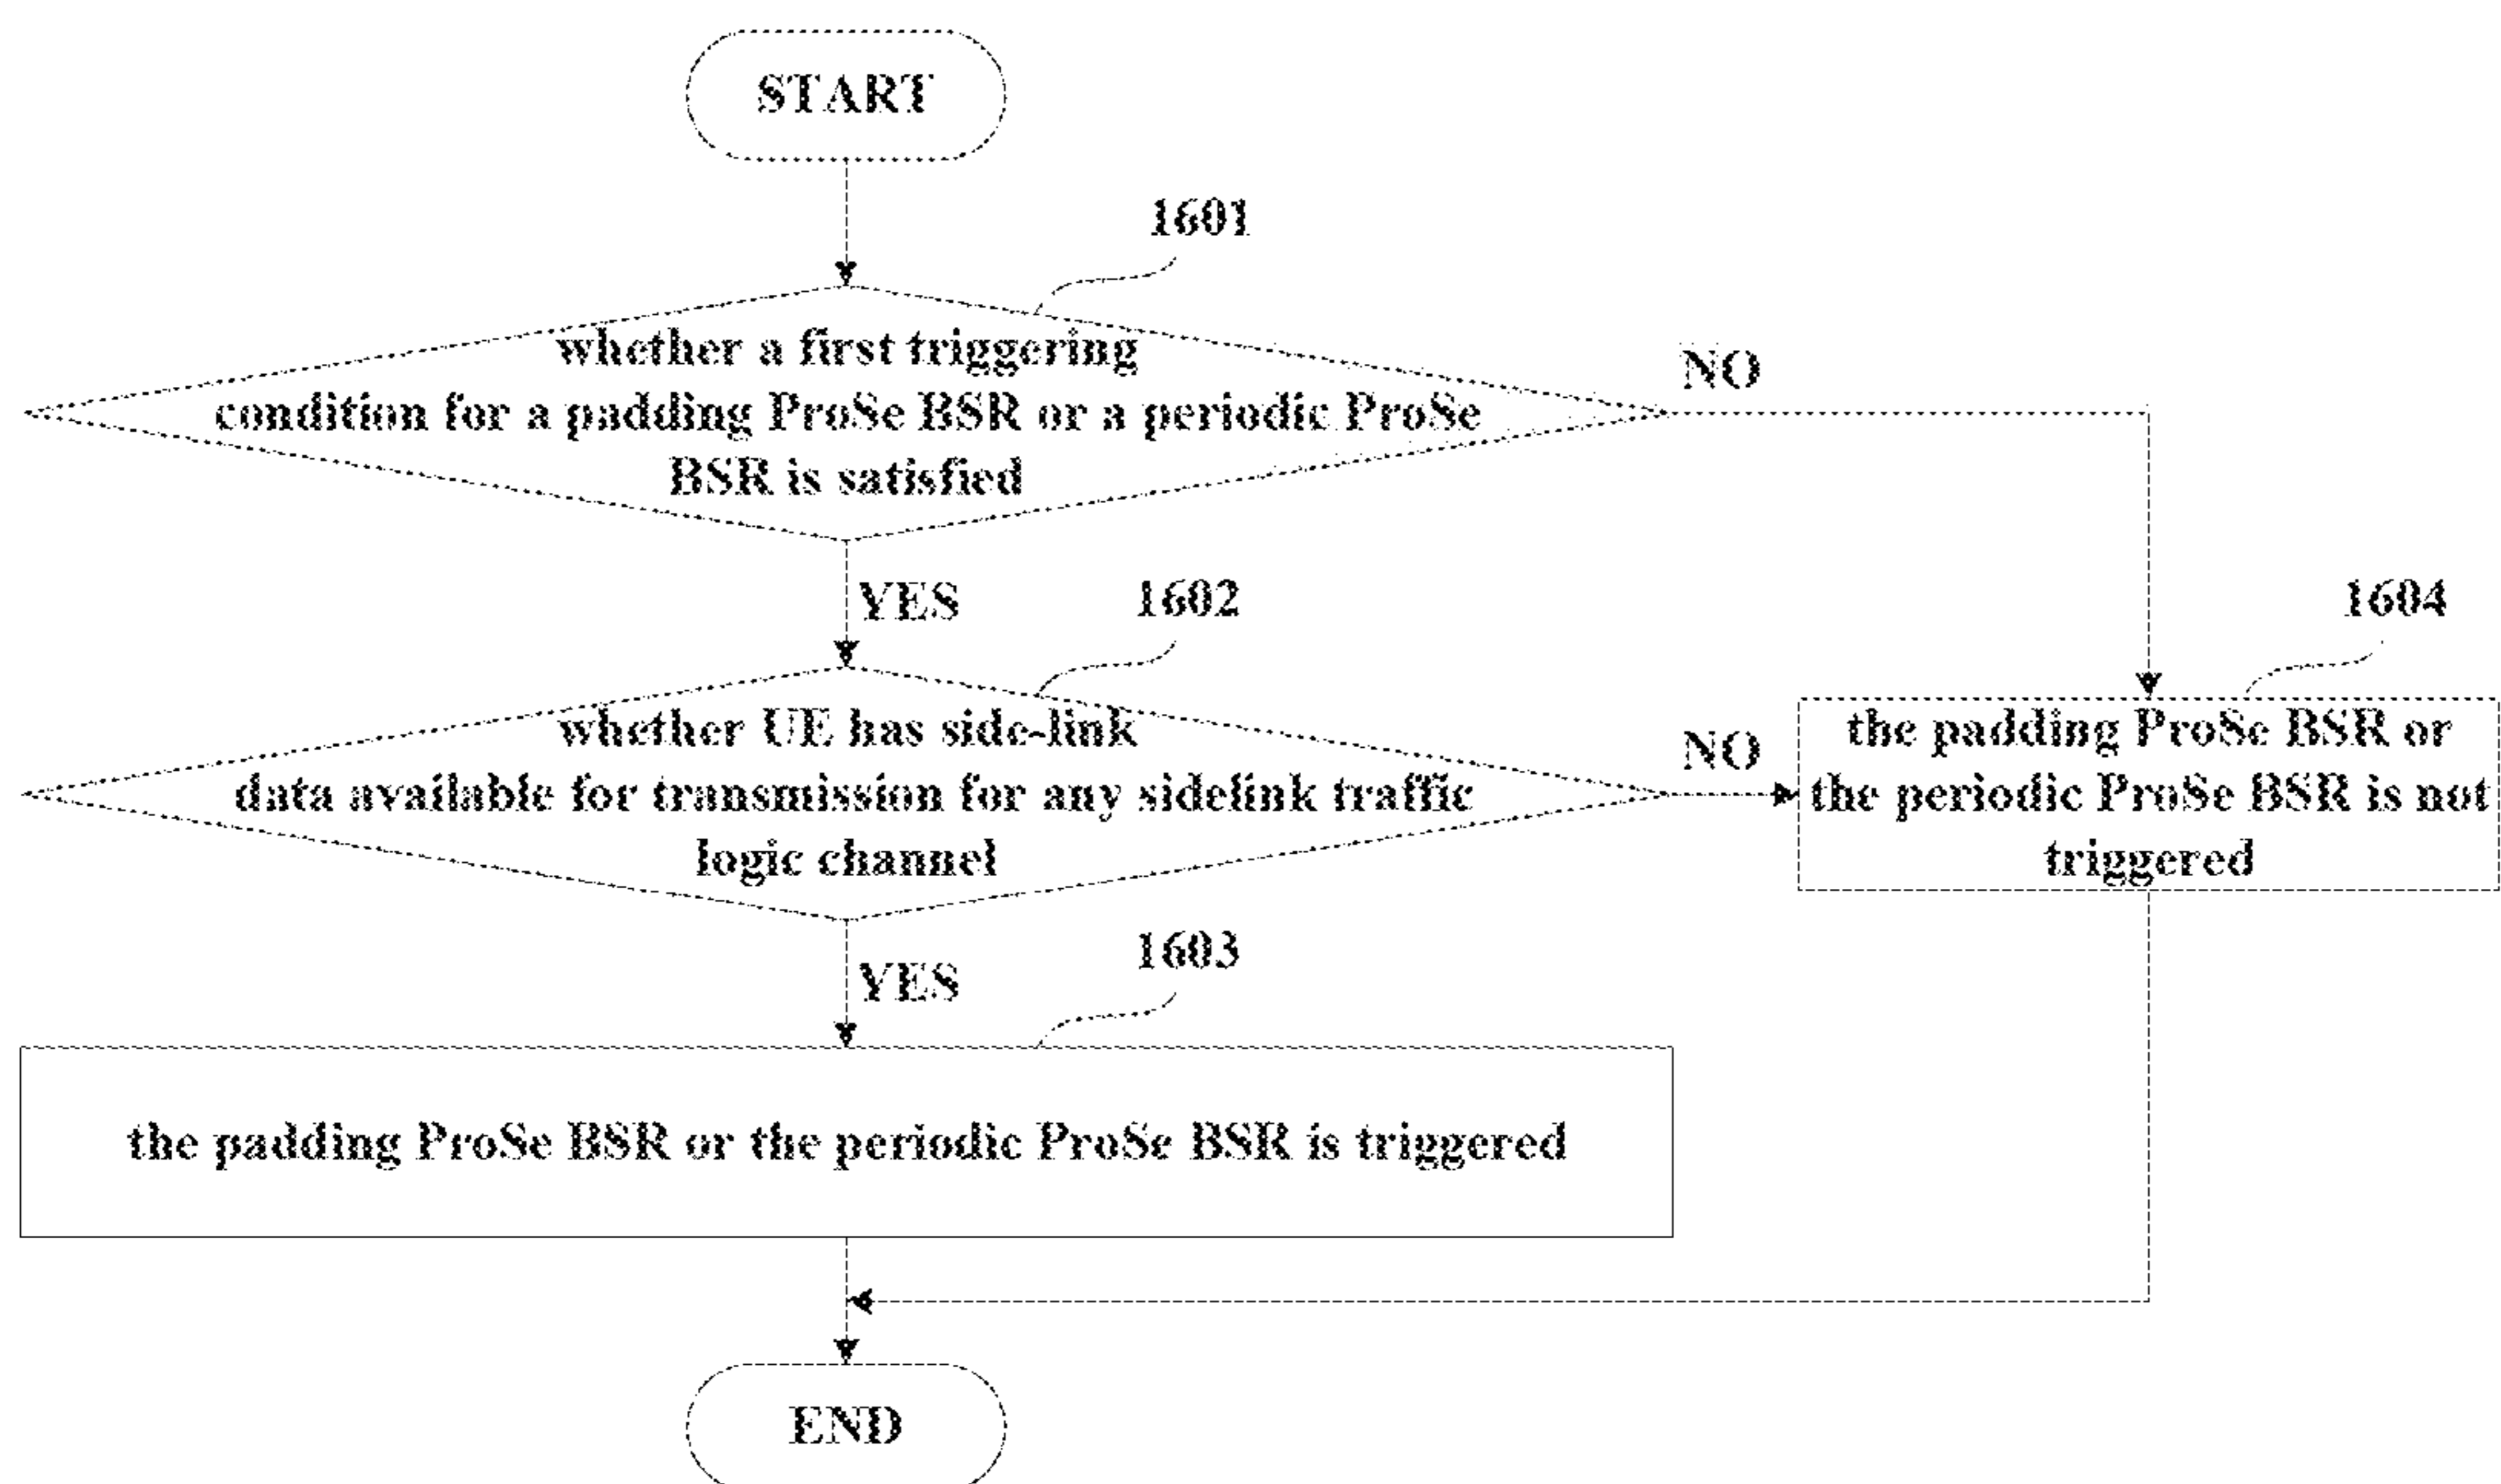 START
1601
whether a first triggering
condition for a padding ProSe BSR or a periodic ProSe
BSR is satisfied
NO
YES
1602
1604
whether UE has side-link
data available for transmission for any sidelink traffic
logic channel
NO
the padding ProSe BSR or
the periodic ProSe BSR is not
triggered
YES
1603
the padding ProSe BSR or the periodic ProSe BSR is triggered
END